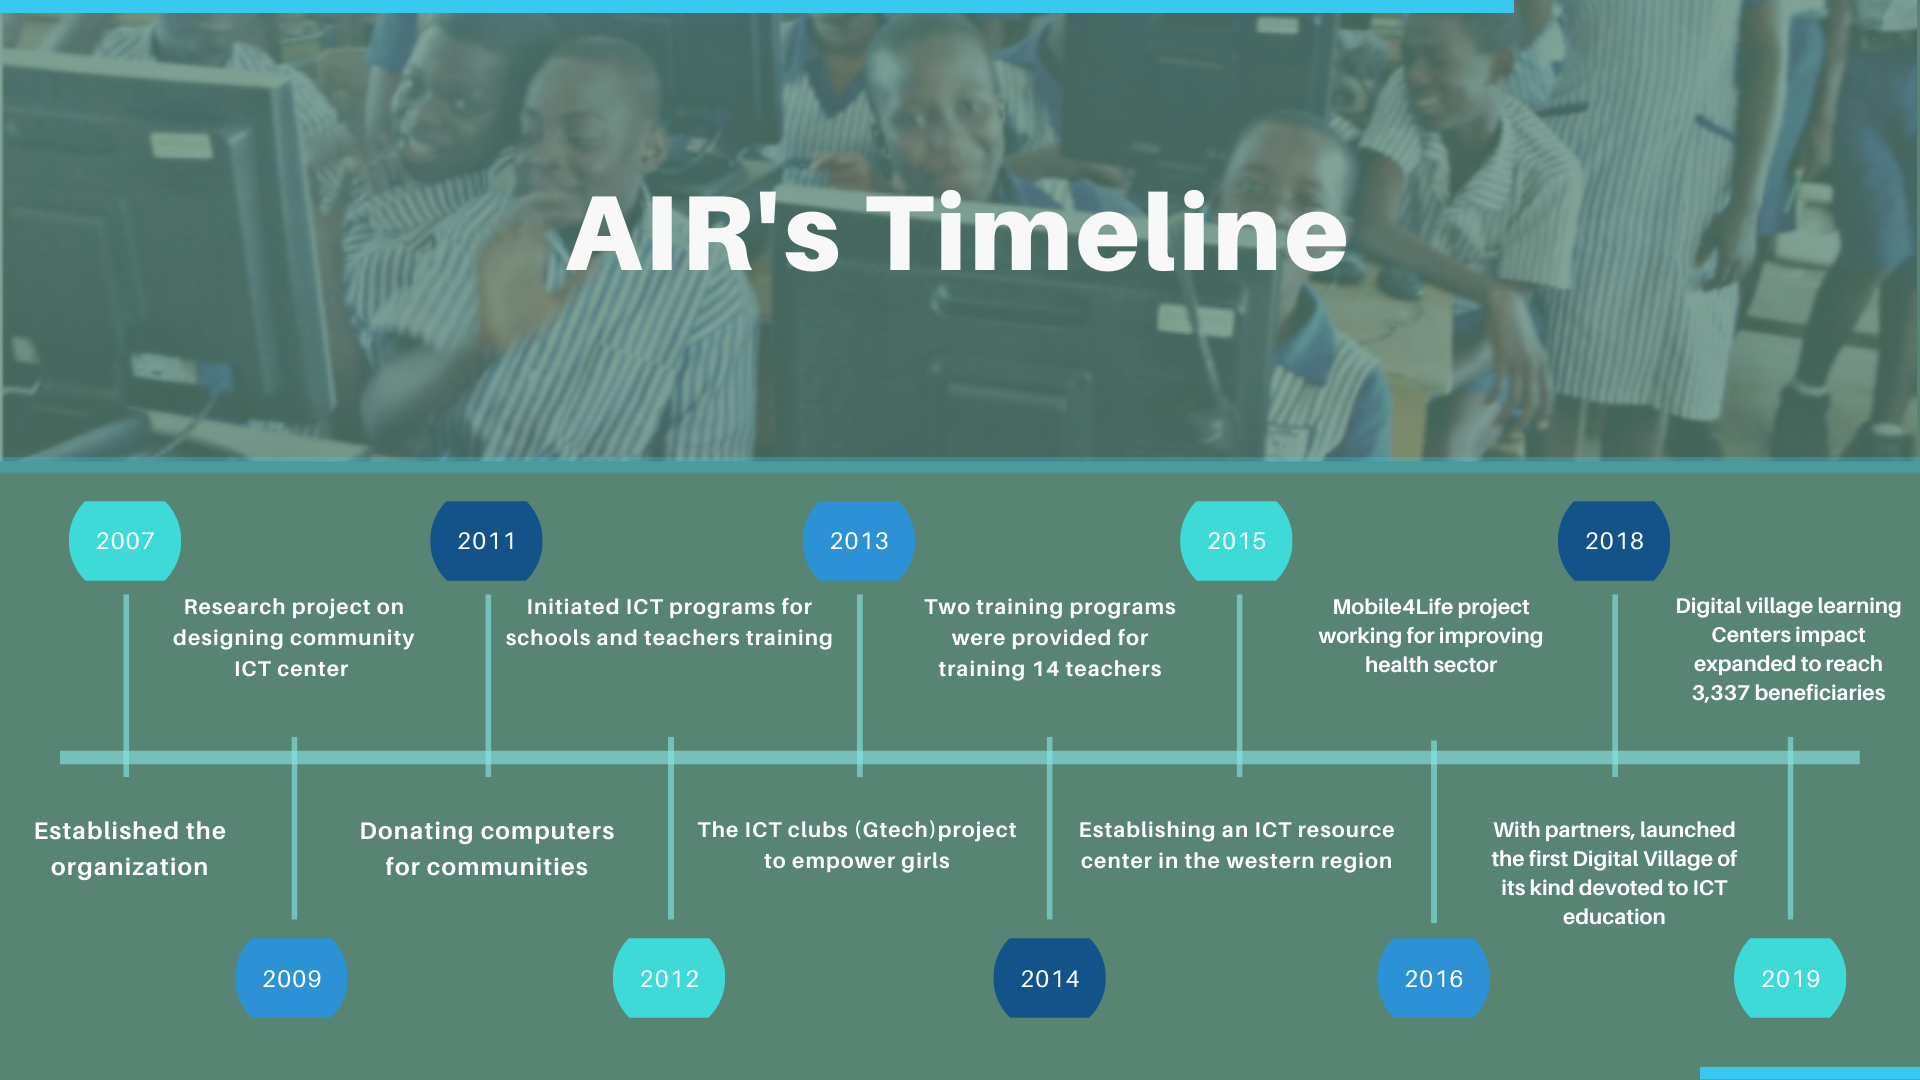 AIR's Timeline
2007
2011
2013
2015
2018
Research project on
designing community
ICT center
Initiated ICT programs for
schools and teachers training
Two training programs
were provided for
training 14 teachers
Mobile4Life project
working for improving
health sector
Digital village learning
Centers impact
expanded to reach
3,337 beneficiaries
Established the
organization
Donating computers
for communities
The ICT clubs (Gtech)project
to empower girls
Establishing an ICT resource
center in the western region
With partners, launched
the first Digital Village of
its kind devoted to ICT
education
2009
2012
2014
2016
2019